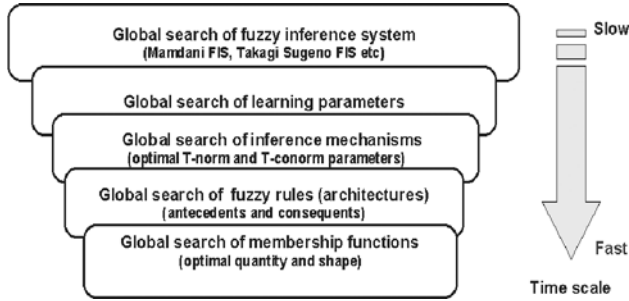 Global search of fuzzy inference system
(Mamdani FIS, Takagi Sugeno FIS etc)
Global search of learning parameters
Global search of inference mechanisms
(optimal T-norm and T-conorm parameters)
Global search of fuzzy rules (architectures)
(antecedents and consequents)
Global search of membership functions
(optimal quantity and shape)
Slow
Fast
Time scale